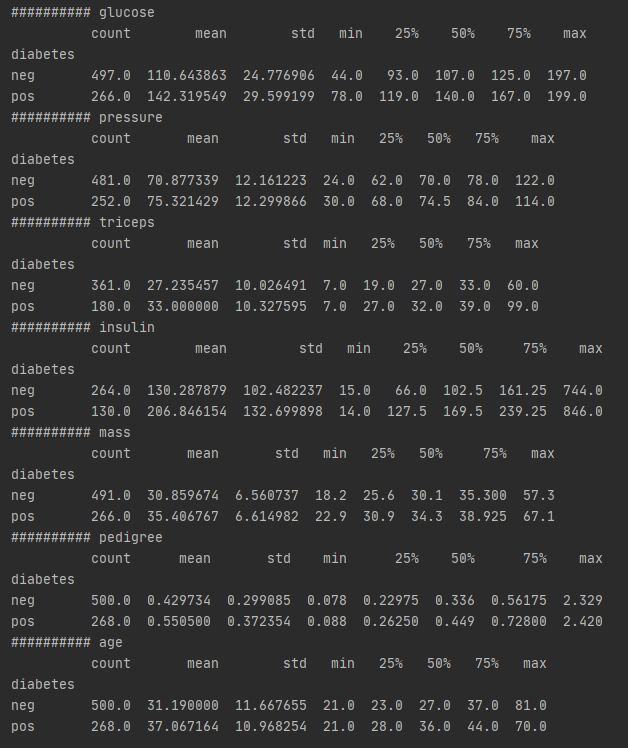 ########## glucose
count mean std min 25% 50% 75% max
diabetes
neg 497.0 110.643863 24.776906 44.0 93.0 107.0 125.0 197.0
pos 266.0 142.319549 29.599199 78.0 119.0 140.0 167.0 199.0
########## pressure
count mean std min 25% 50% 75% max
diabetes
neg 481.0 70.877339 12.161223 24.0 62.0 70.0 78.0 122.0
pos 252.0 75.321429 12.299866 30.0 68.0 74.5 84.0 114.0
########## triceps
count mean std min 25% 50% 75% max
diabetes
neg 361.0 27.235457 10.026491 7.0 19.0 27.0 33.0 60.0
pos 180.0 33.000000 10.327595 7.0 27.0 32.0 39.0 99.0
########## insulin
count mean std min 25% 50% 75% max
diabetes
neg 264.0 130.287879 102.482237 15.0 66.0 102.5 161.25 744.0
pos 130.0 206.846154 132.699898 14.0 127.5 169.5 239.25 846.0
########## mass
count mean std min 25% 50% 75% max
diabetes
neg 491.0 30.859674 6.560737 18.2 25.6 30.1 35.300 57.3
pos 266.0 35.406767 6.614982 22.9 30.9 34.3 38.925 67.1
########## pedigree
count mean std min 25% 50% 75% max
diabetes
neg 500.0 0.429734 0.299085 0.078 0.22975 0.336 0.56175 2.329
pos 268.0 0.550500 0.372354 0.088 0.26250 0.449 0.72800 2.420
########## age
count mean std min 25% 50% 75% max
diabetes
neg 500.0 31.190000 11.667655 21.0 23.0 27.0 37.0 81.0
pos 268.0 37.067164 10.968254 21.0 28.0 36.0 44.0 70.0